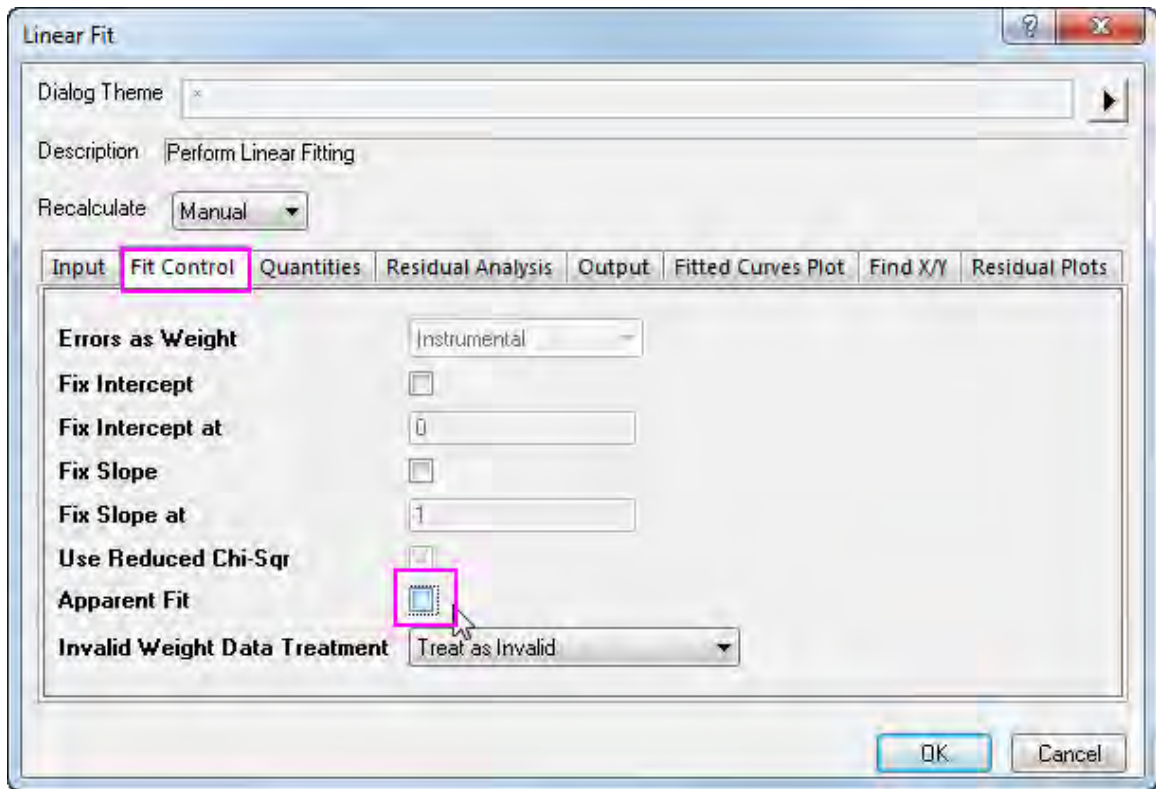 Linear Fit
Dialog Theme *
Description Perform Linear Fitting
Recalculate Manual
Input Fit Control Quantities Residual Analysis Output Fitted Curves Plot Find X/Y Residual Plots
Errors as Weight Instrumental
Fix Intercept
Fix Intercept at 0
Fix Slope
Fix Slope at 1
Use Reduced Chi-Sqr
Apparent Fit
Invalid Weight Data Treatment Treat as Invalid
OK Cancel